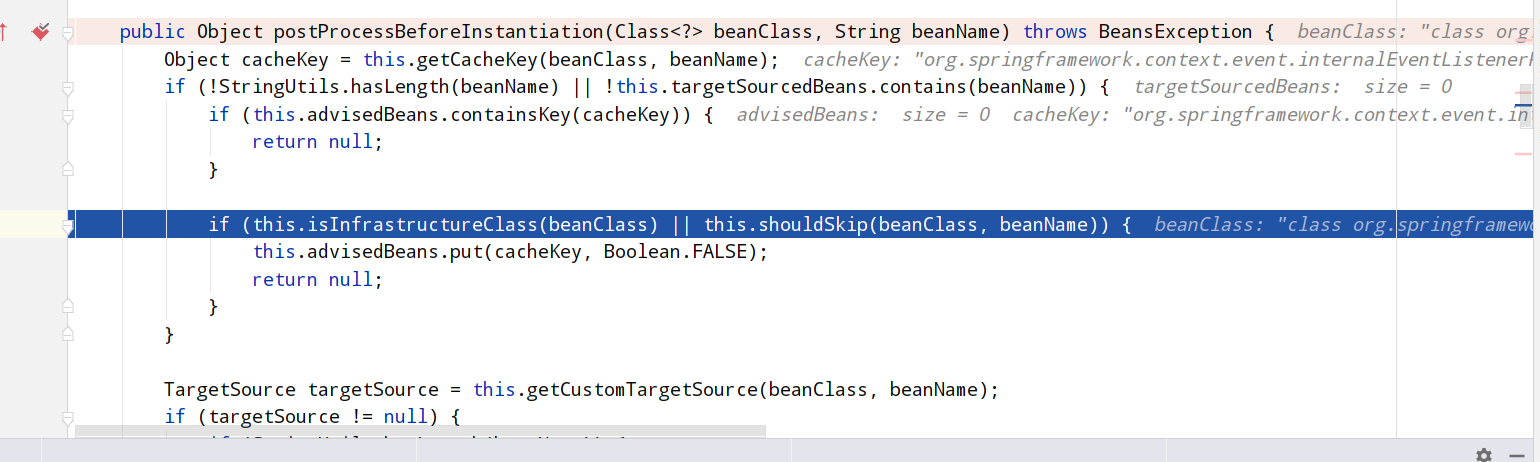 public Object postProcessBeforeInstantiation(Class<?> beanClass, String beanName) throws BeansException {  beanClass: "class org.
Object cacheKey = this.getCacheKey(beanClass, beanName);  cacheKey: "org.springframework.context.event.internalEventListener
if (!StringUtils.hasLength(beanName) || !this.targetSourcedBeans.contains(beanName)) {  targetSourcedBeans:  size = 0
if (this.advisedBeans.containsKey(cacheKey)) {  advisedBeans:  size = 0  cacheKey: "org.springframework.context.event.in
return null;
}
if (this.isInfrastructureClass(beanClass) || this.shouldSkip(beanClass, beanName)) {  beanClass: "class org.springframew
this.advisedBeans.put(cacheKey, Boolean.FALSE);
return null;
}
}
TargetSource targetSource = this.getCustomTargetSource(beanClass, beanName);
if (targetSource != null) {